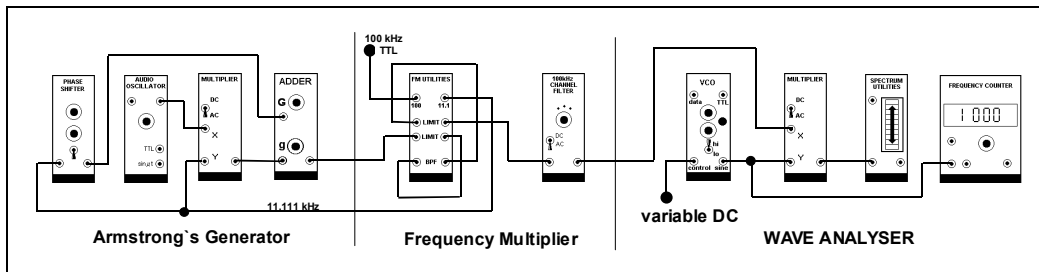 PHASE
SHIFTER
AUDIO
OSCILLATOR
TTL
sinμt
MULTIPLIER
DC
AC
X
Y
ADDER
G
g
11.111 kHz
Armstrong`s Generator
100 kHz
TTL
FM UTILITIES
100 11.1
LIMIT
LIMIT
BPF
100kHz
CHANNEL
FILTER
DC
AC
Frequency Multiplier
VCO
data TTL
hi
lo
control sine
variable DC
MULTIPLIER
DC
AC
X
Y
SPECTRUM
UTILITIES
FREQUENCY COUNTER
1 000
WAVE ANALYSER